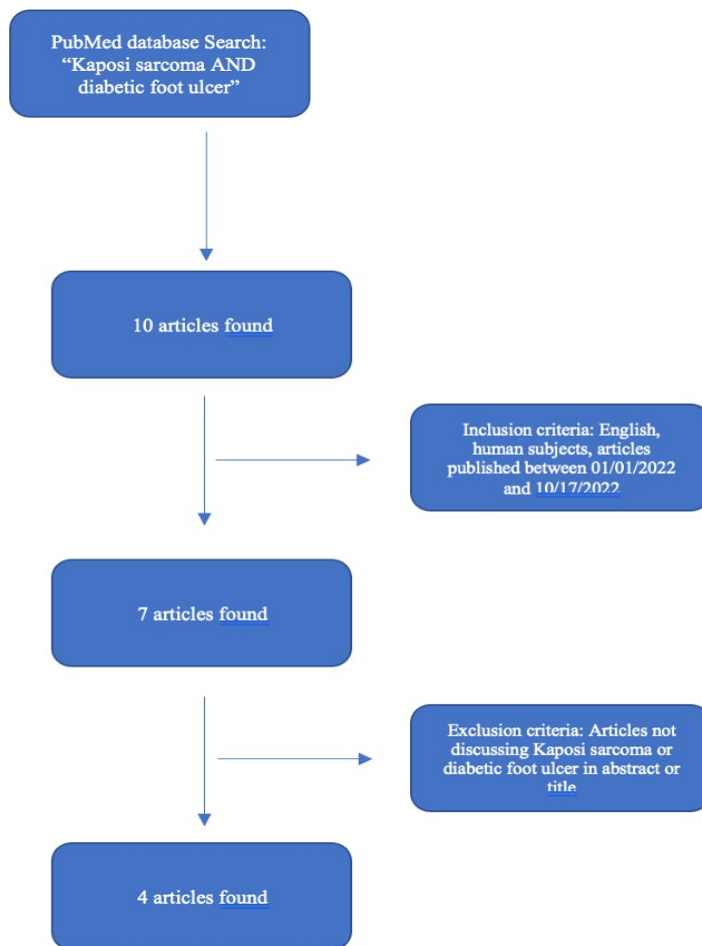 PubMed database Search:
“Kaposi sarcoma AND
diabetic foot ulcer”
10 articles found
Inclusion criteria: English,
human subjects, articles
published between 01/01/2022
and 10/17/2022
7 articles found
Exclusion criteria: Articles not
discussing Kaposi sarcoma or
diabetic foot ulcer in abstract or
title
4 articles found